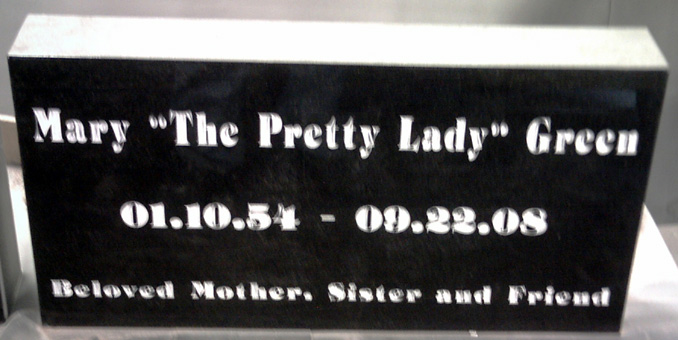 Mary "The Pretty Lady" Green
01.10.54 - 09.22.08
Beloved Mother, Sister and Friend